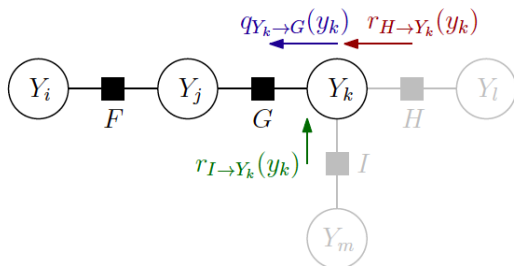 q_{Y_k→G}(y_k) r_{H→Y_k}(y_k)
Y_i Y_j Y_k Y_l
F G H
r_{I→Y_k}(y_k) I
Y_m